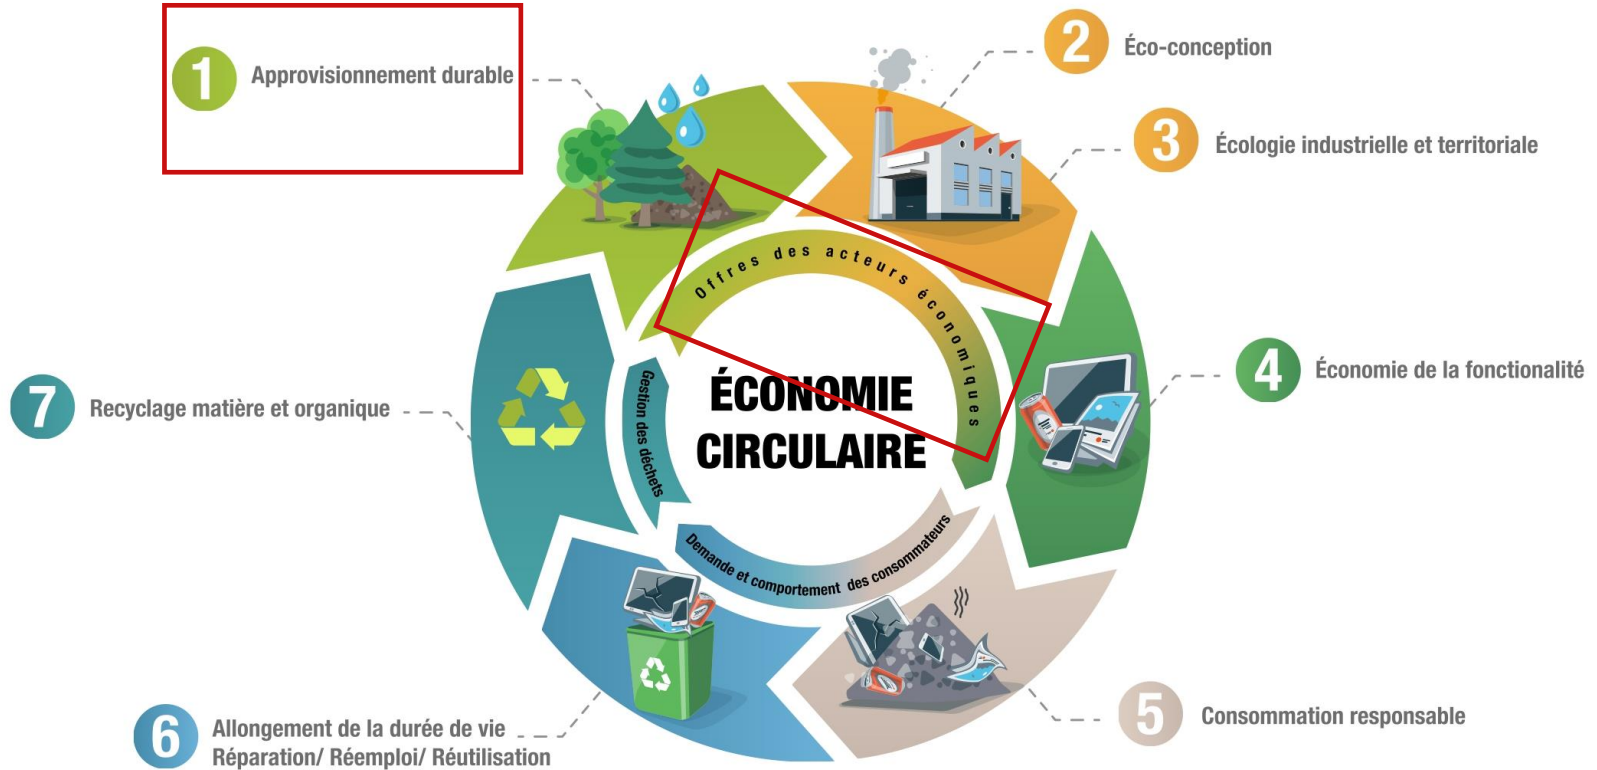 1
Approvisionnement durable
2
Éco-conception
3
Écologie industrielle et territoriale
4
Économie de la fonctionalité
5
Consommation responsable
6
Allongement de la durée de vie
Réparation/ Réemploi/ Réutilisation
7
Recyclage matière et organique
Offres des acteurs économiques
Demande et comportement des consommateurs
Gestion des déchets
ÉCONOMIE
CIRCULAIRE